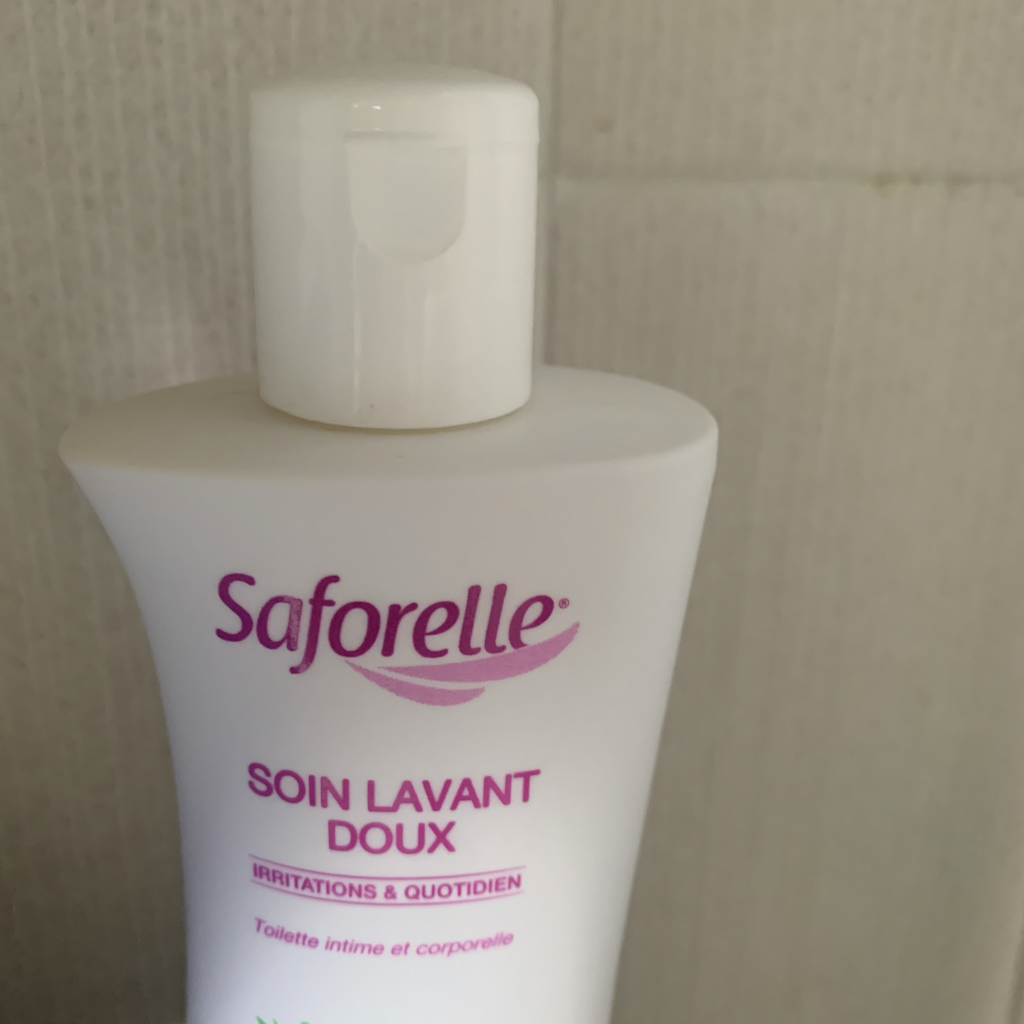 Saforelle®
SOIN LAVANT
DOUX
IRRITATIONS & QUOTIDIEN
Toilette intime et corporelle